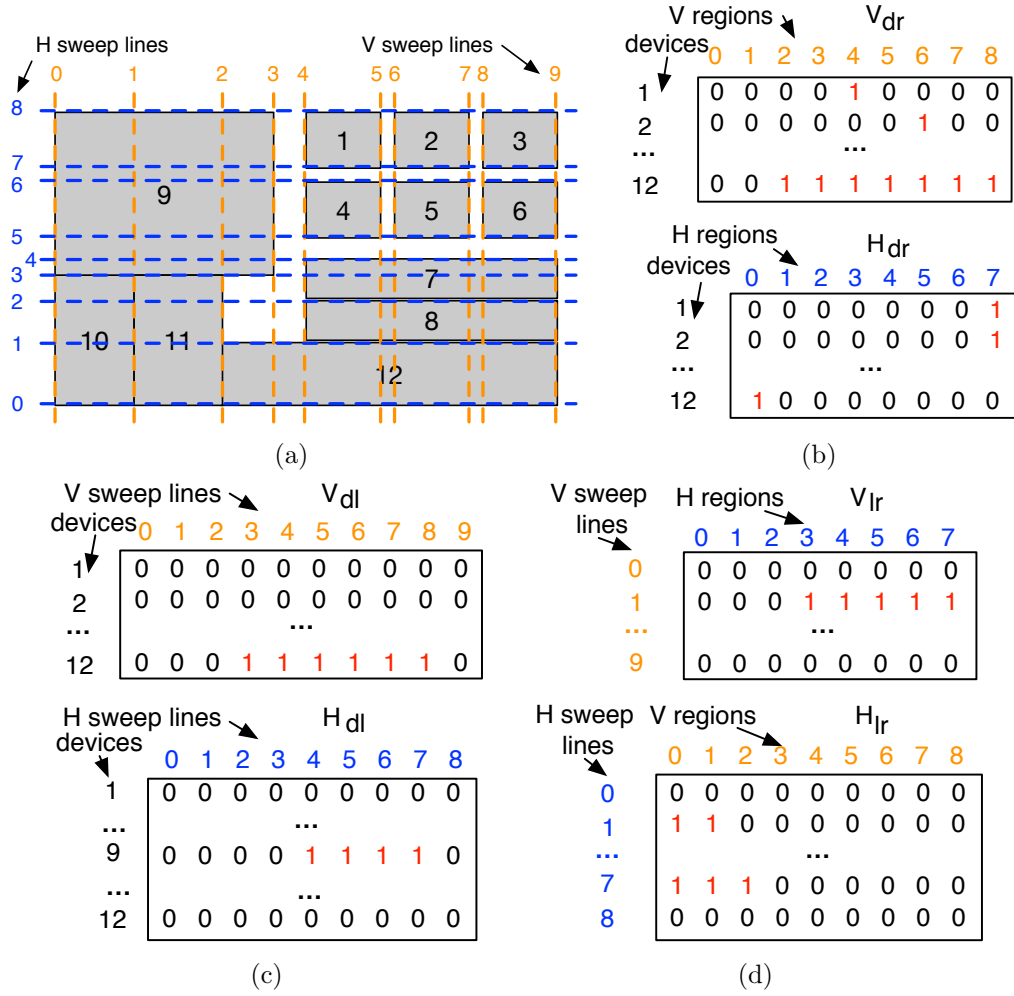 H sweep lines
V sweep lines
0 1 2 3 4 5 6 7 8 9
8
7
6
5
4
3
2
1
0
1 2 3
9
4 5 6
7
8
10 11
12
(a)
V regions V_dr
devices 0 1 2 3 4 5 6 7 8
1 0 0 0 0 1 0 0 0 0
2 0 0 0 0 0 0 1 0 0
... ...
12 0 0 1 1 1 1 1 1 1
H regions H_dr
devices 0 1 2 3 4 5 6 7
1 0 0 0 0 0 0 0 1
2 0 0 0 0 0 0 0 1
... ...
12 1 0 0 0 0 0 0 0
(b)
V sweep lines V_dl
devices 0 1 2 3 4 5 6 7 8 9
1 0 0 0 0 0 0 0 0 0 0
2 0 0 0 0 0 0 0 0 0 0
... ...
12 0 0 0 1 1 1 1 1 1 0
H sweep lines H_dl
devices 0 1 2 3 4 5 6 7 8
1 0 0 0 0 0 0 0 0 0
... ...
9 0 0 0 0 1 1 1 1 0
... ...
12 0 0 0 0 0 0 0 0 0
(c)
V sweep H regions V_lr
lines 0 1 2 3 4 5 6 7
0 0 0 0 0 0 0 0 0
1 0 0 0 1 1 1 1 1
... ...
9 0 0 0 0 0 0 0 0
H sweep V regions H_lr
lines 0 1 2 3 4 5 6 7 8
0 0 0 0 0 0 0 0 0 0
1 1 1 0 0 0 0 0 0 0
... ...
7 1 1 1 0 0 0 0 0 0
8 0 0 0 0 0 0 0 0 0
(d)